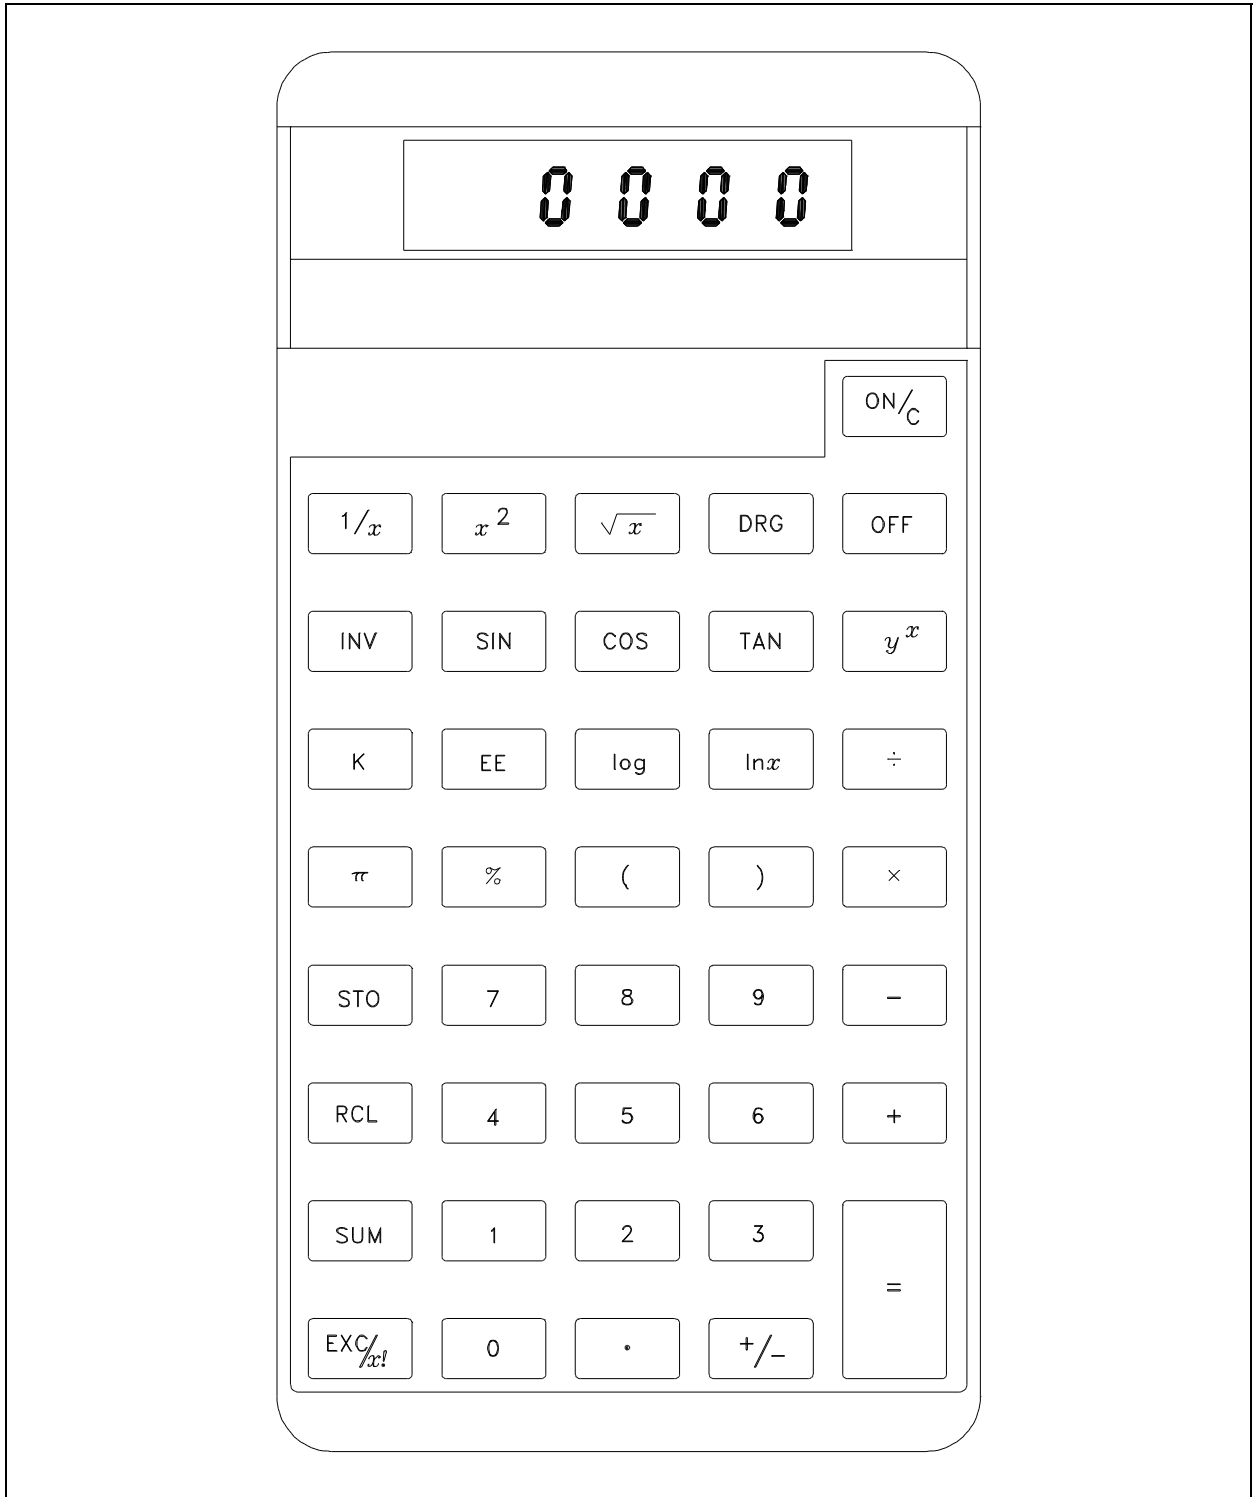 0 0 0 0
ON/C
1/x x² √x DRG OFF
INV SIN COS TAN yˣ
K EE log lnx ÷
π % ( ) ×
STO 7 8 9 −
RCL 4 5 6 +
SUM 1 2 3
=
EXC/x! 0 . +/−